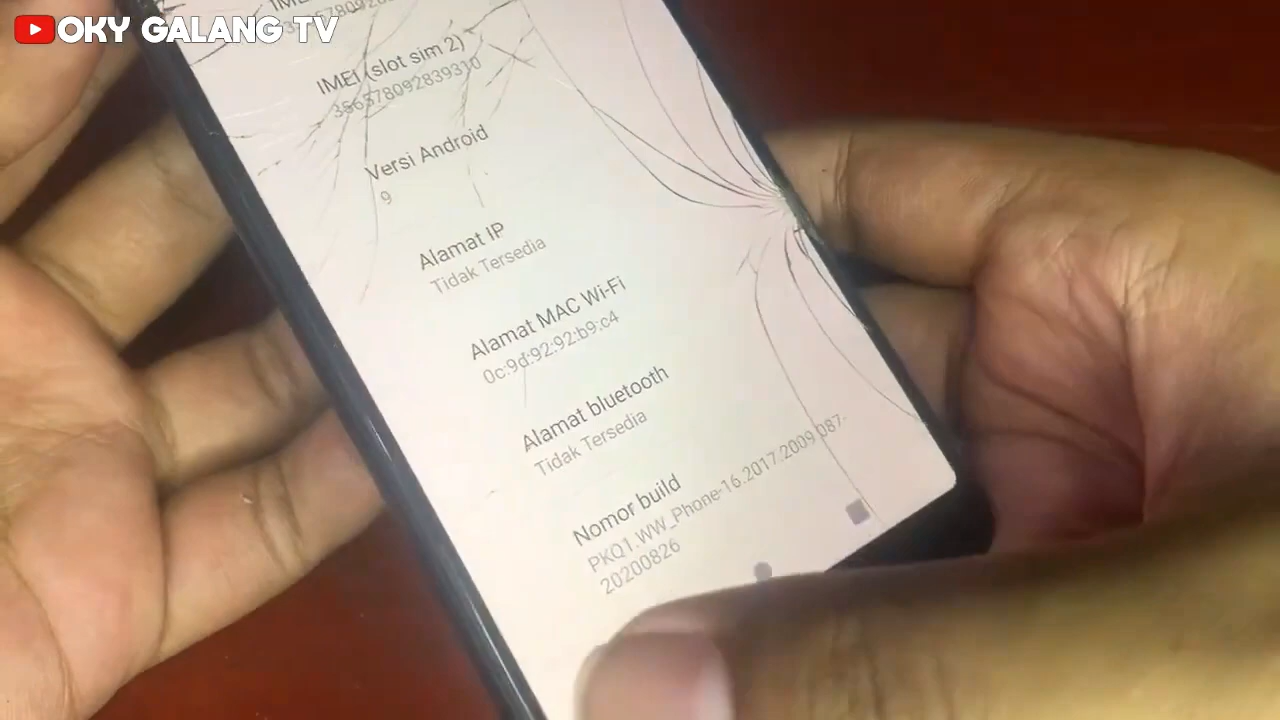 OKY GALANG TV
IMEI (slot sim 2)
356578092839310
Versi Android
9
Alamat IP
Tidak Tersedia
Alamat MAC Wi-Fi
0c:9d:92:92:b9:c4
Alamat bluetooth
Tidak Tersedia
Nomor build
PKQ1.WW_Phone-16.2017.2009.087-
20200826